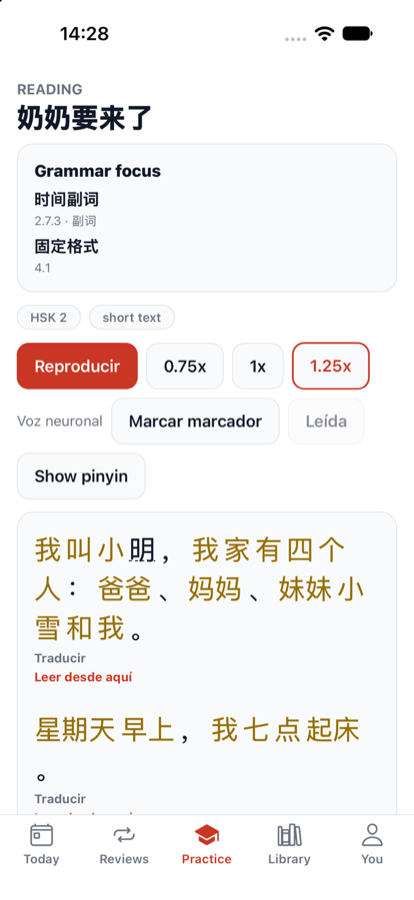 14:28
READING
奶奶要来了
Grammar focus
时间副词
2.7.3 · 副词
固定格式
4.1
HSK 2
short text
Reproducir
0.75x
1x
1.25x
Voz neuronal
Marcar marcador
Leída
Show pinyin
我叫小明，我家有四个
人：爸爸、妈妈、妹妹小
雪和我。
Traducir
Leer desde aquí
星期天早上，我七点起床
。
Traducir
Today
Reviews
Practice
Library
You